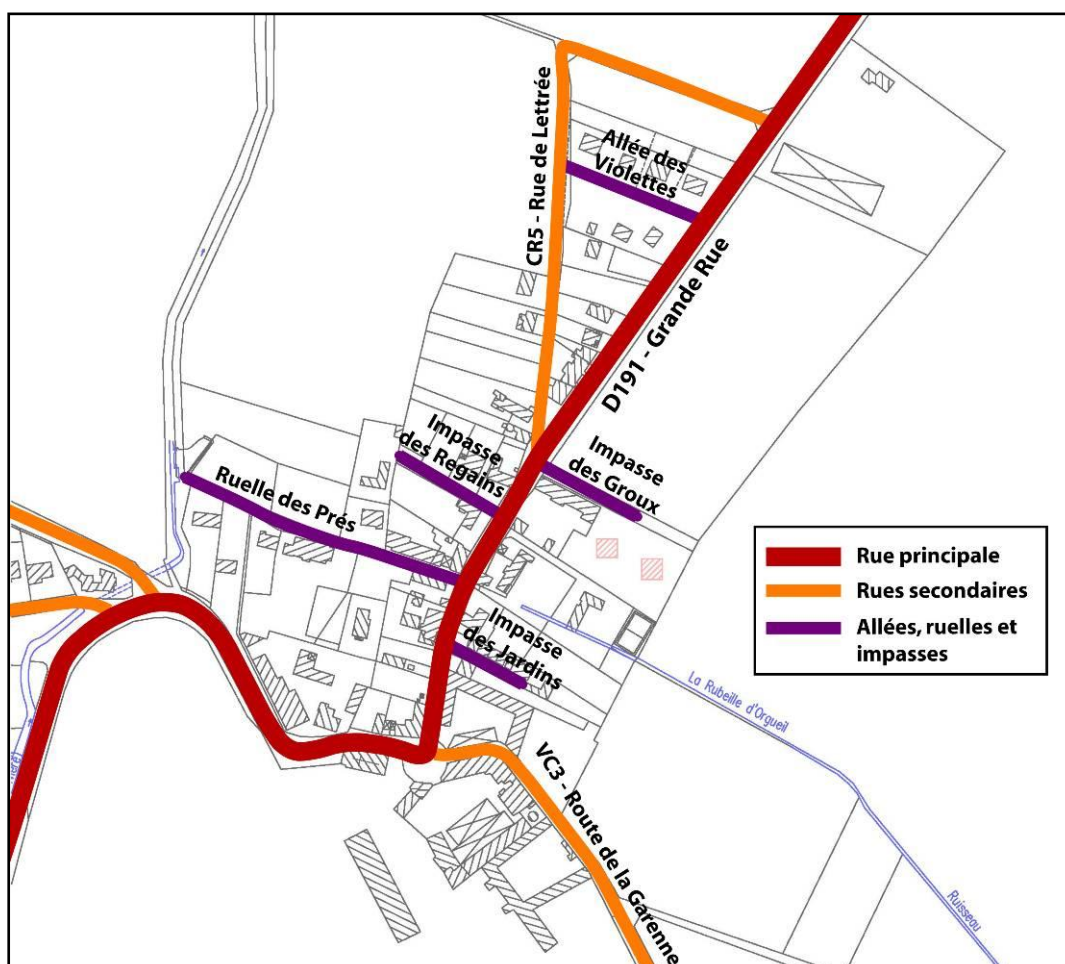 CR5 - Rue de Lettrée
Allée des
Violettes
D191 - Grande Rue
Impasse
des Regains
Impasse
des Groux
Ruelle des Prés
Impasse
des Jardins
Rue principale
Rues secondaires
Allées, ruelles et
impasses
La Rubeille d'Orgueil
VC3 - Route de la Garenne
Ruisseau